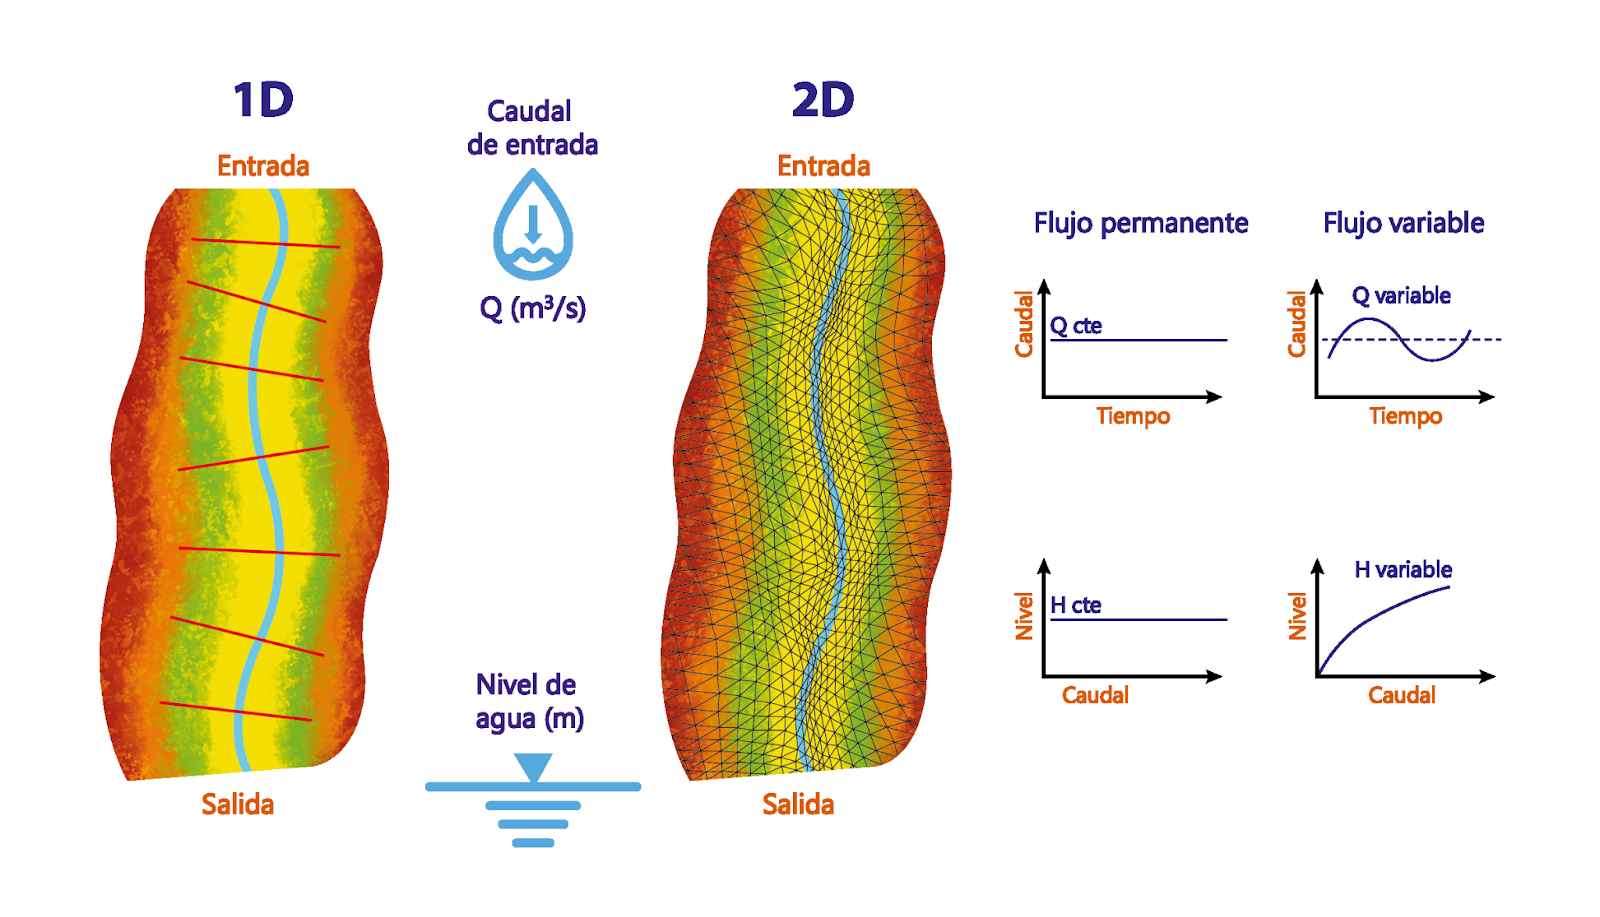 1D
Entrada
Salida
Caudal
de entrada
Q (m³/s)
Nivel de
agua (m)
2D
Entrada
Salida
Flujo permanente
Caudal
Q cte
Tiempo
Nivel
H cte
Caudal
Flujo variable
Caudal
Q variable
Tiempo
Nivel
H variable
Caudal